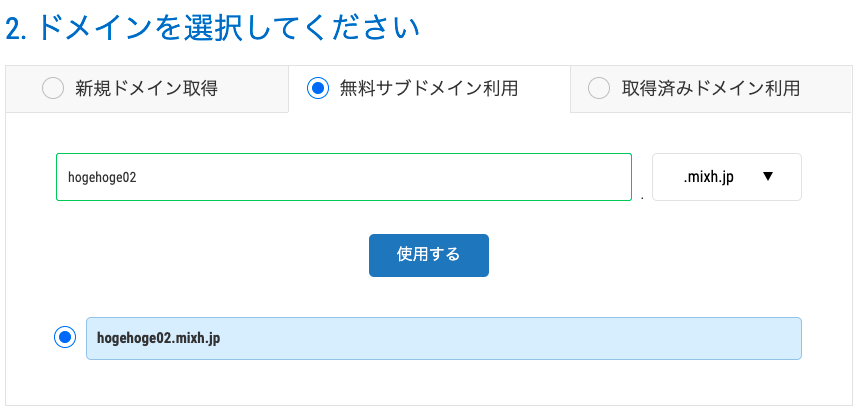 2. ドメインを選択してください
新規ドメイン取得 無料サブドメイン利用 取得済みドメイン利用
hogehoge02 . .mixh.jp ▼
使用する
hogehoge02.mixh.jp